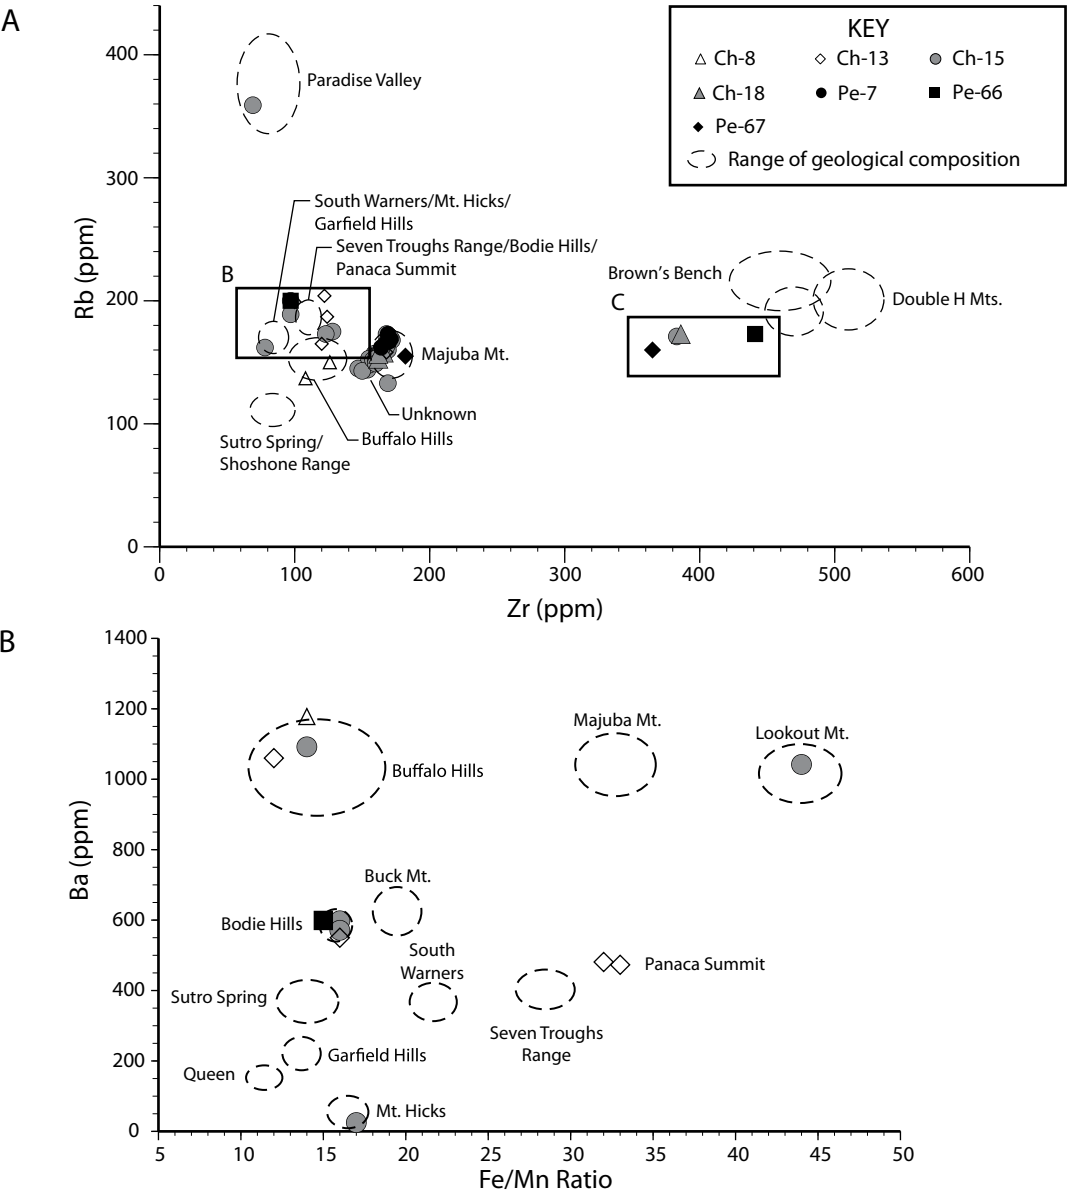 A
KEY
Ch-8
Ch-13
Ch-15
Ch-18
Pe-7
Pe-66
Pe-67
Range of geological composition
400
300
200
100
0
Rb (ppm)
Paradise Valley
South Warners/Mt. Hicks/
Garfield Hills
Seven Troughs Range/Bodie Hills/
Panaca Summit
B
Brown's Bench
C
Double H Mts.
Majuba Mt.
Unknown
Buffalo Hills
Sutro Spring/
Shoshone Range
0
100
200
300
400
500
600
Zr (ppm)
B
1400
1200
1000
800
600
400
200
0
Ba (ppm)
Majuba Mt.
Lookout Mt.
Buffalo Hills
Buck Mt.
Bodie Hills
South
Warners
Panaca Summit
Sutro Spring
Seven Troughs
Range
Garfield Hills
Queen
Mt. Hicks
5
10
15
20
25
30
35
40
45
50
Fe/Mn Ratio